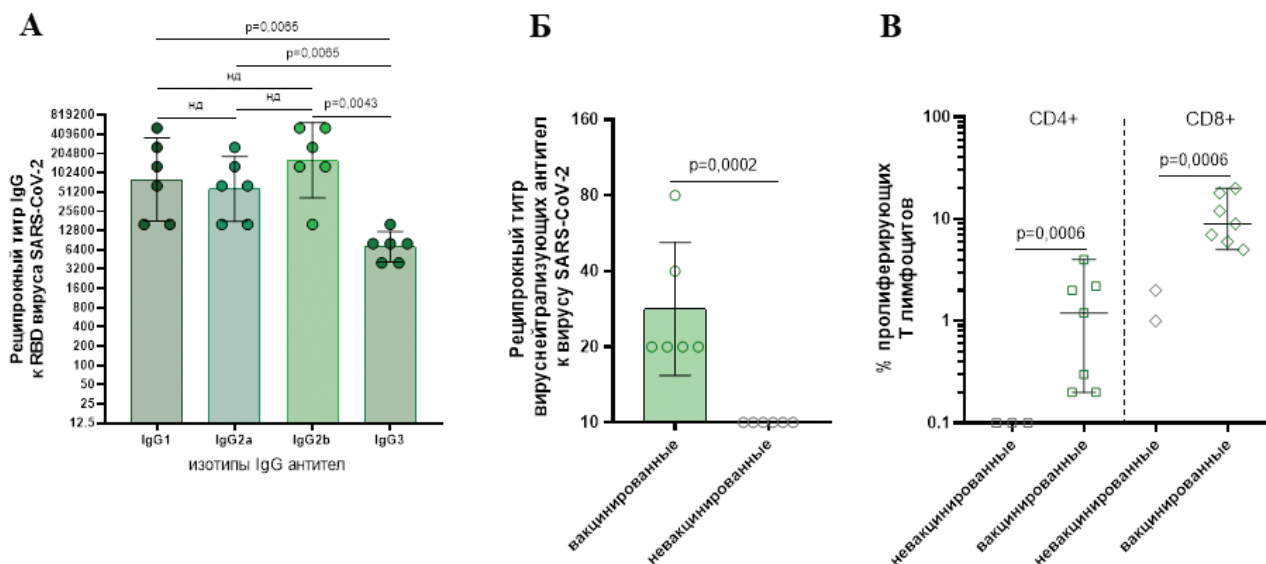 А
p=0,0065
p=0,0065
нд
нд
нд
p=0,0043
Реципрокный титр IgG
к RBD вируса SARS-CoV-2
819200
409600
204800
102400
51200
25600
12800
6400
3200
1600
800
400
200
100
50
25
12.5
IgG1
IgG2a
IgG2b
IgG3
изотипы IgG антител
Б
Реципрокный титр
вируснейтрализующих антител
к вирусу SARS-CoV-2
160
80
40
20
10
p=0,0002
вакцинированные
невакцинированные
В
% пролиферирующих
Т лимфоцитов
100
10
1
0.1
CD4+
CD8+
p=0,0006
p=0,0006
невакцинированные
вакцинированные
невакцинированные
вакцинированные